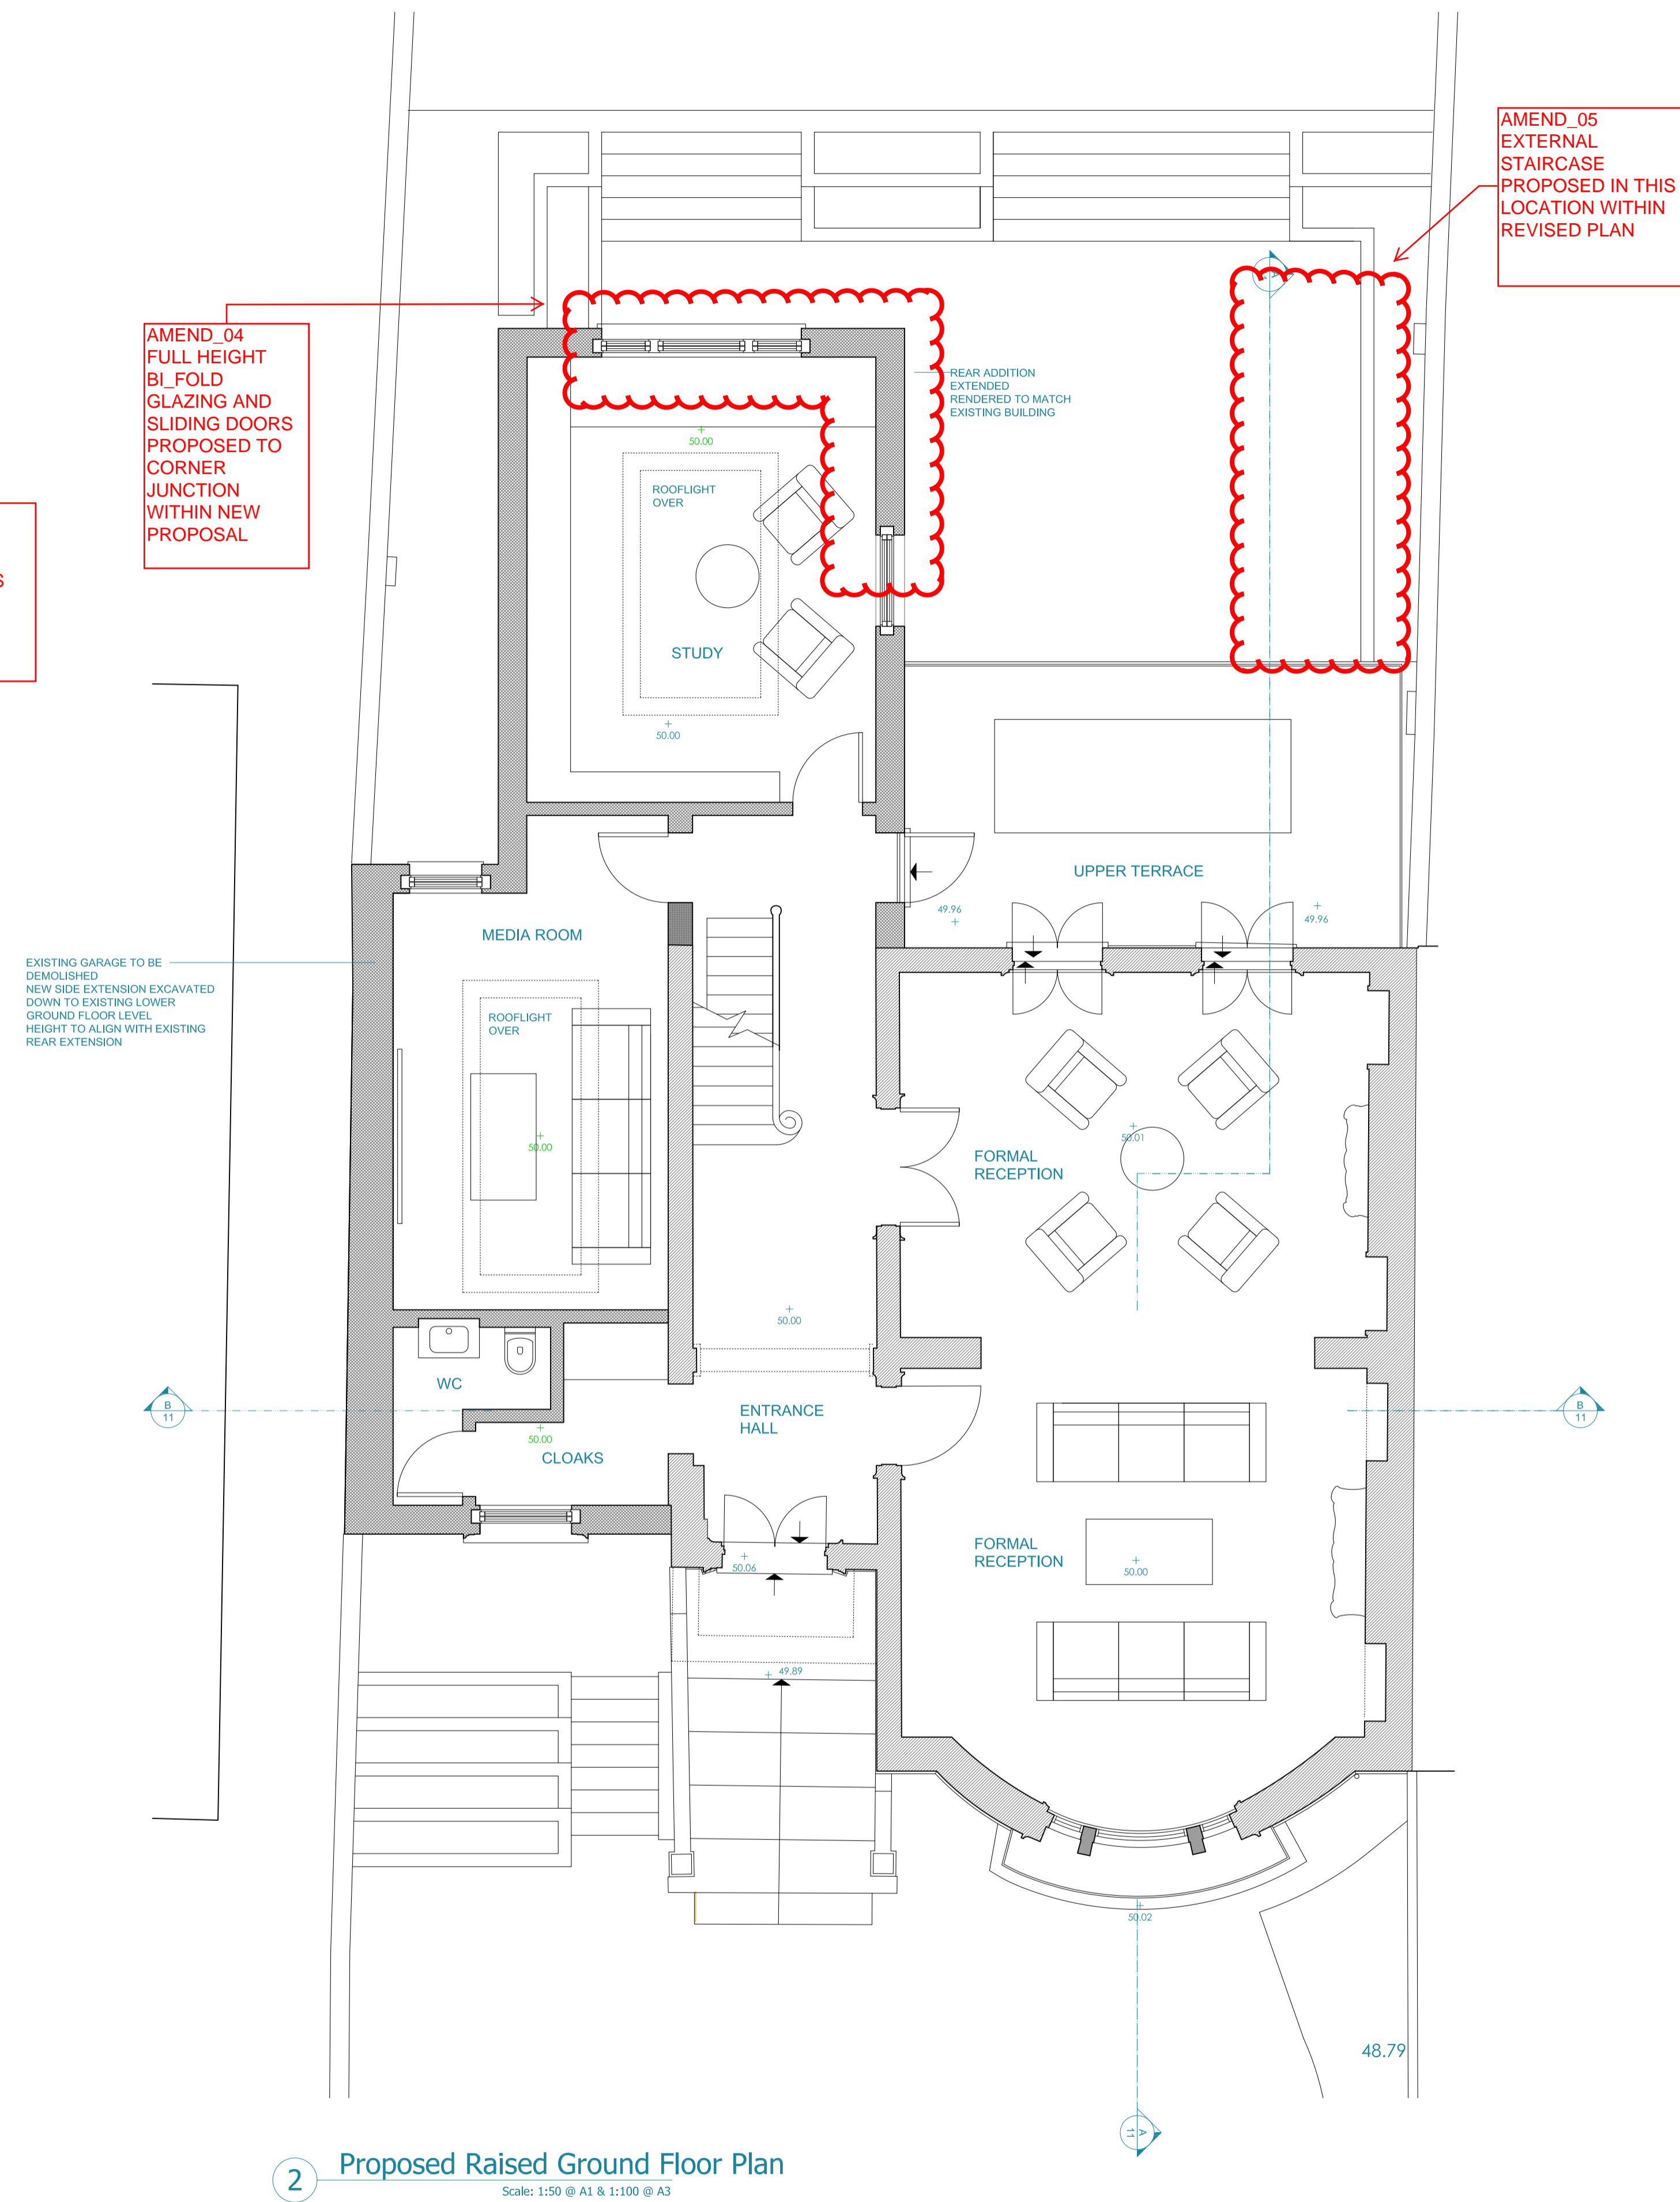 AMEND_05
EXTERNAL
STAIRCASE
PROPOSED IN THIS
LOCATION WITHIN
REVISED PLAN
AMEND_04
FULL HEIGHT
BI_FOLD
GLAZING AND
SLIDING DOORS
PROPOSED TO
CORNER
JUNCTION
WITHIN NEW
PROPOSAL
S
REAR ADDITION
EXTENDED
RENDERED TO MATCH
EXISTING BUILDING
50.00
ROOFLIGHT
OVER
STUDY
50.00
UPPER TERRACE
49.96
49.96
MEDIA ROOM
EXISTING GARAGE TO BE
DEMOLISHED
NEW SIDE EXTENSION EXCAVATED
DOWN TO EXISTING LOWER
GROUND FLOOR LEVEL
HEIGHT TO ALIGN WITH EXISTING
REAR EXTENSION
ROOFLIGHT
OVER
50.00
50.01
FORMAL
RECEPTION
50.00
WC
B
11
ENTRANCE
HALL
B
11
50.00
CLOAKS
FORMAL
RECEPTION
50.06
50.00
49.89
50.02
48.79
A
11
2
Proposed Raised Ground Floor Plan
Scale: 1:50 @ A1 & 1:100 @ A3